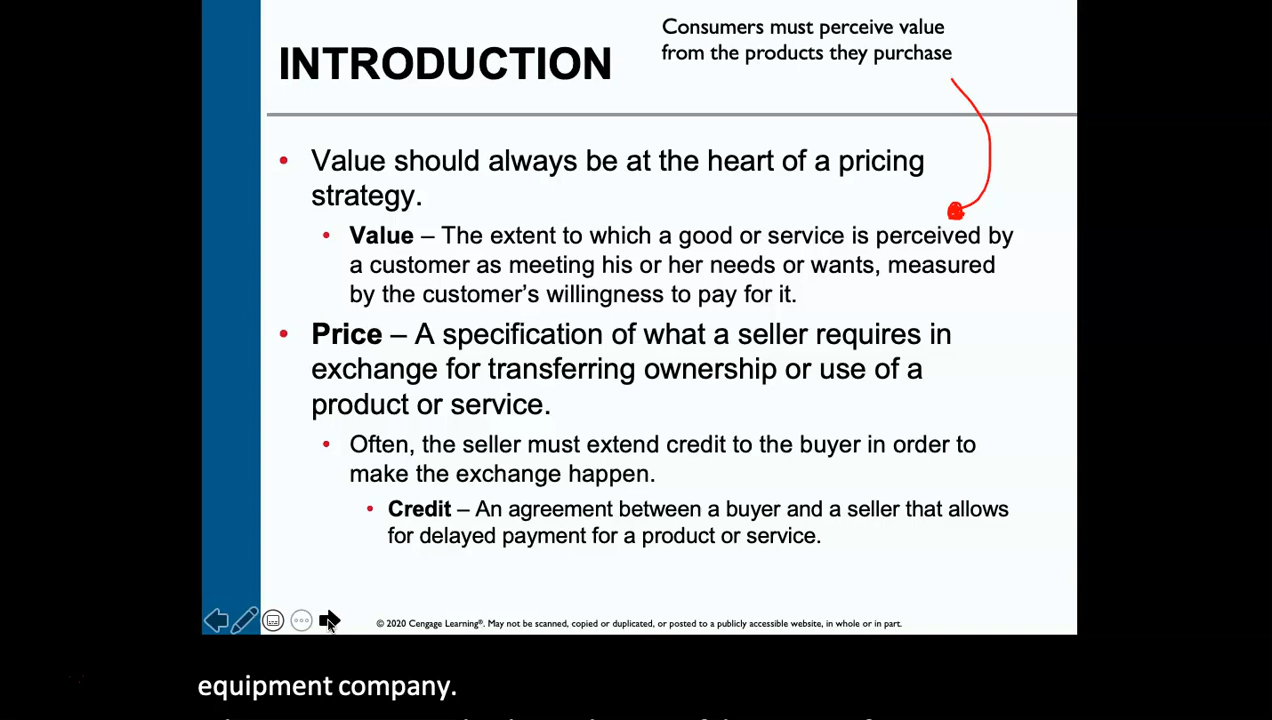 Consumers must perceive value
from the products they purchase
INTRODUCTION
• Value should always be at the heart of a pricing
strategy.
• Value – The extent to which a good or service is perceived by
a customer as meeting his or her needs or wants, measured
by the customer’s willingness to pay for it.
• Price – A specification of what a seller requires in
exchange for transferring ownership or use of a
product or service.
• Often, the seller must extend credit to the buyer in order to
make the exchange happen.
• Credit – An agreement between a buyer and a seller that allows
for delayed payment for a product or service.
© 2020 Cengage Learning®. May not be scanned, copied or duplicated, or posted to a publicly accessible website, in whole or in part.
equipment company.